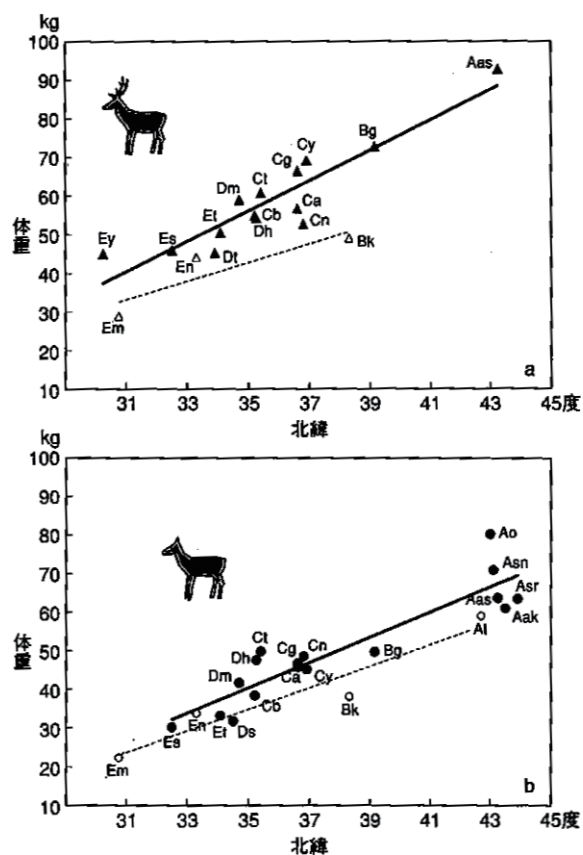 kg
100
90
80
70
60
50
40
30
20
10
体重
Aas
Bg
Cy
Cg
Ct
Dm
Ca
Cb
Cn
Et
Dh
Ey
Es
En
Dt
Bk
Em
a
31 33 35 37 39 41 43 45度
北緯
kg
100
90
80
70
60
50
40
30
20
10
体重
Ao
Asn
Aas
Asr
Aak
Al
Ct
Cg
Cn
Dh
Ca
Cy
Bg
Dm
Cb
Bk
En
Es
Et
Ds
Em
b
31 33 35 37 39 41 43 45度
北緯